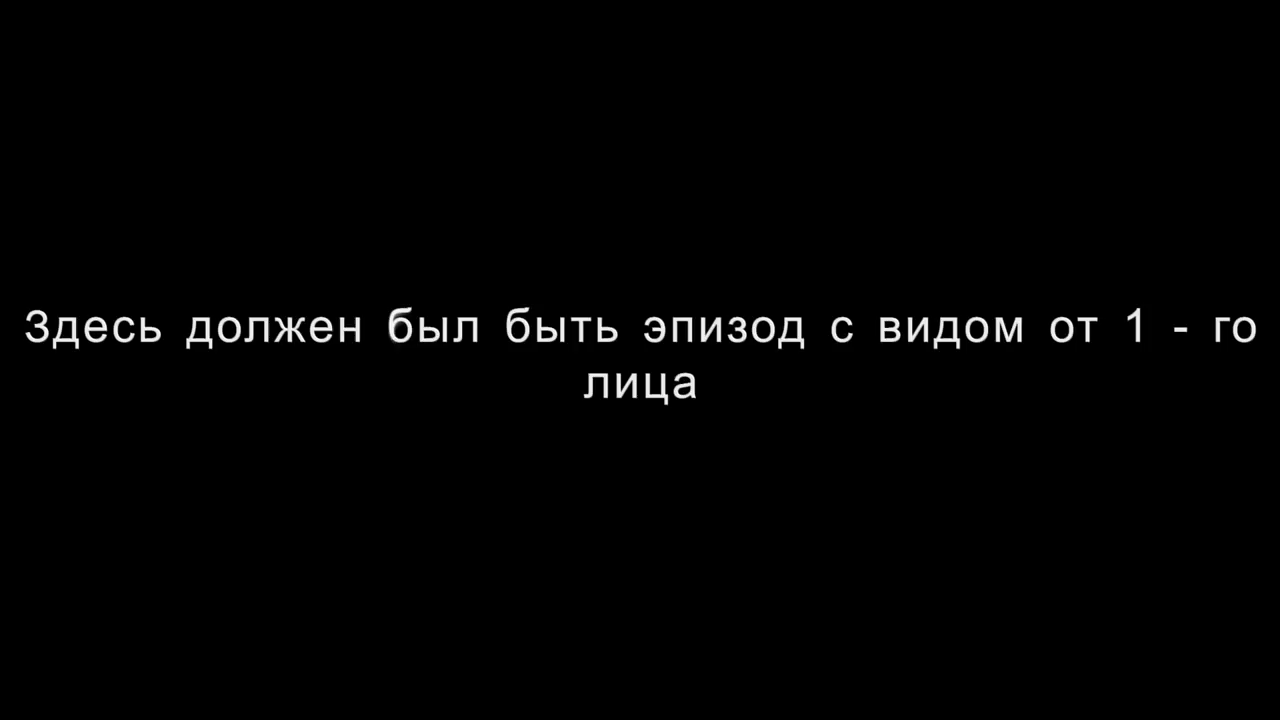 Здесь должен был быть эпизод с видом от 1 - го
лица